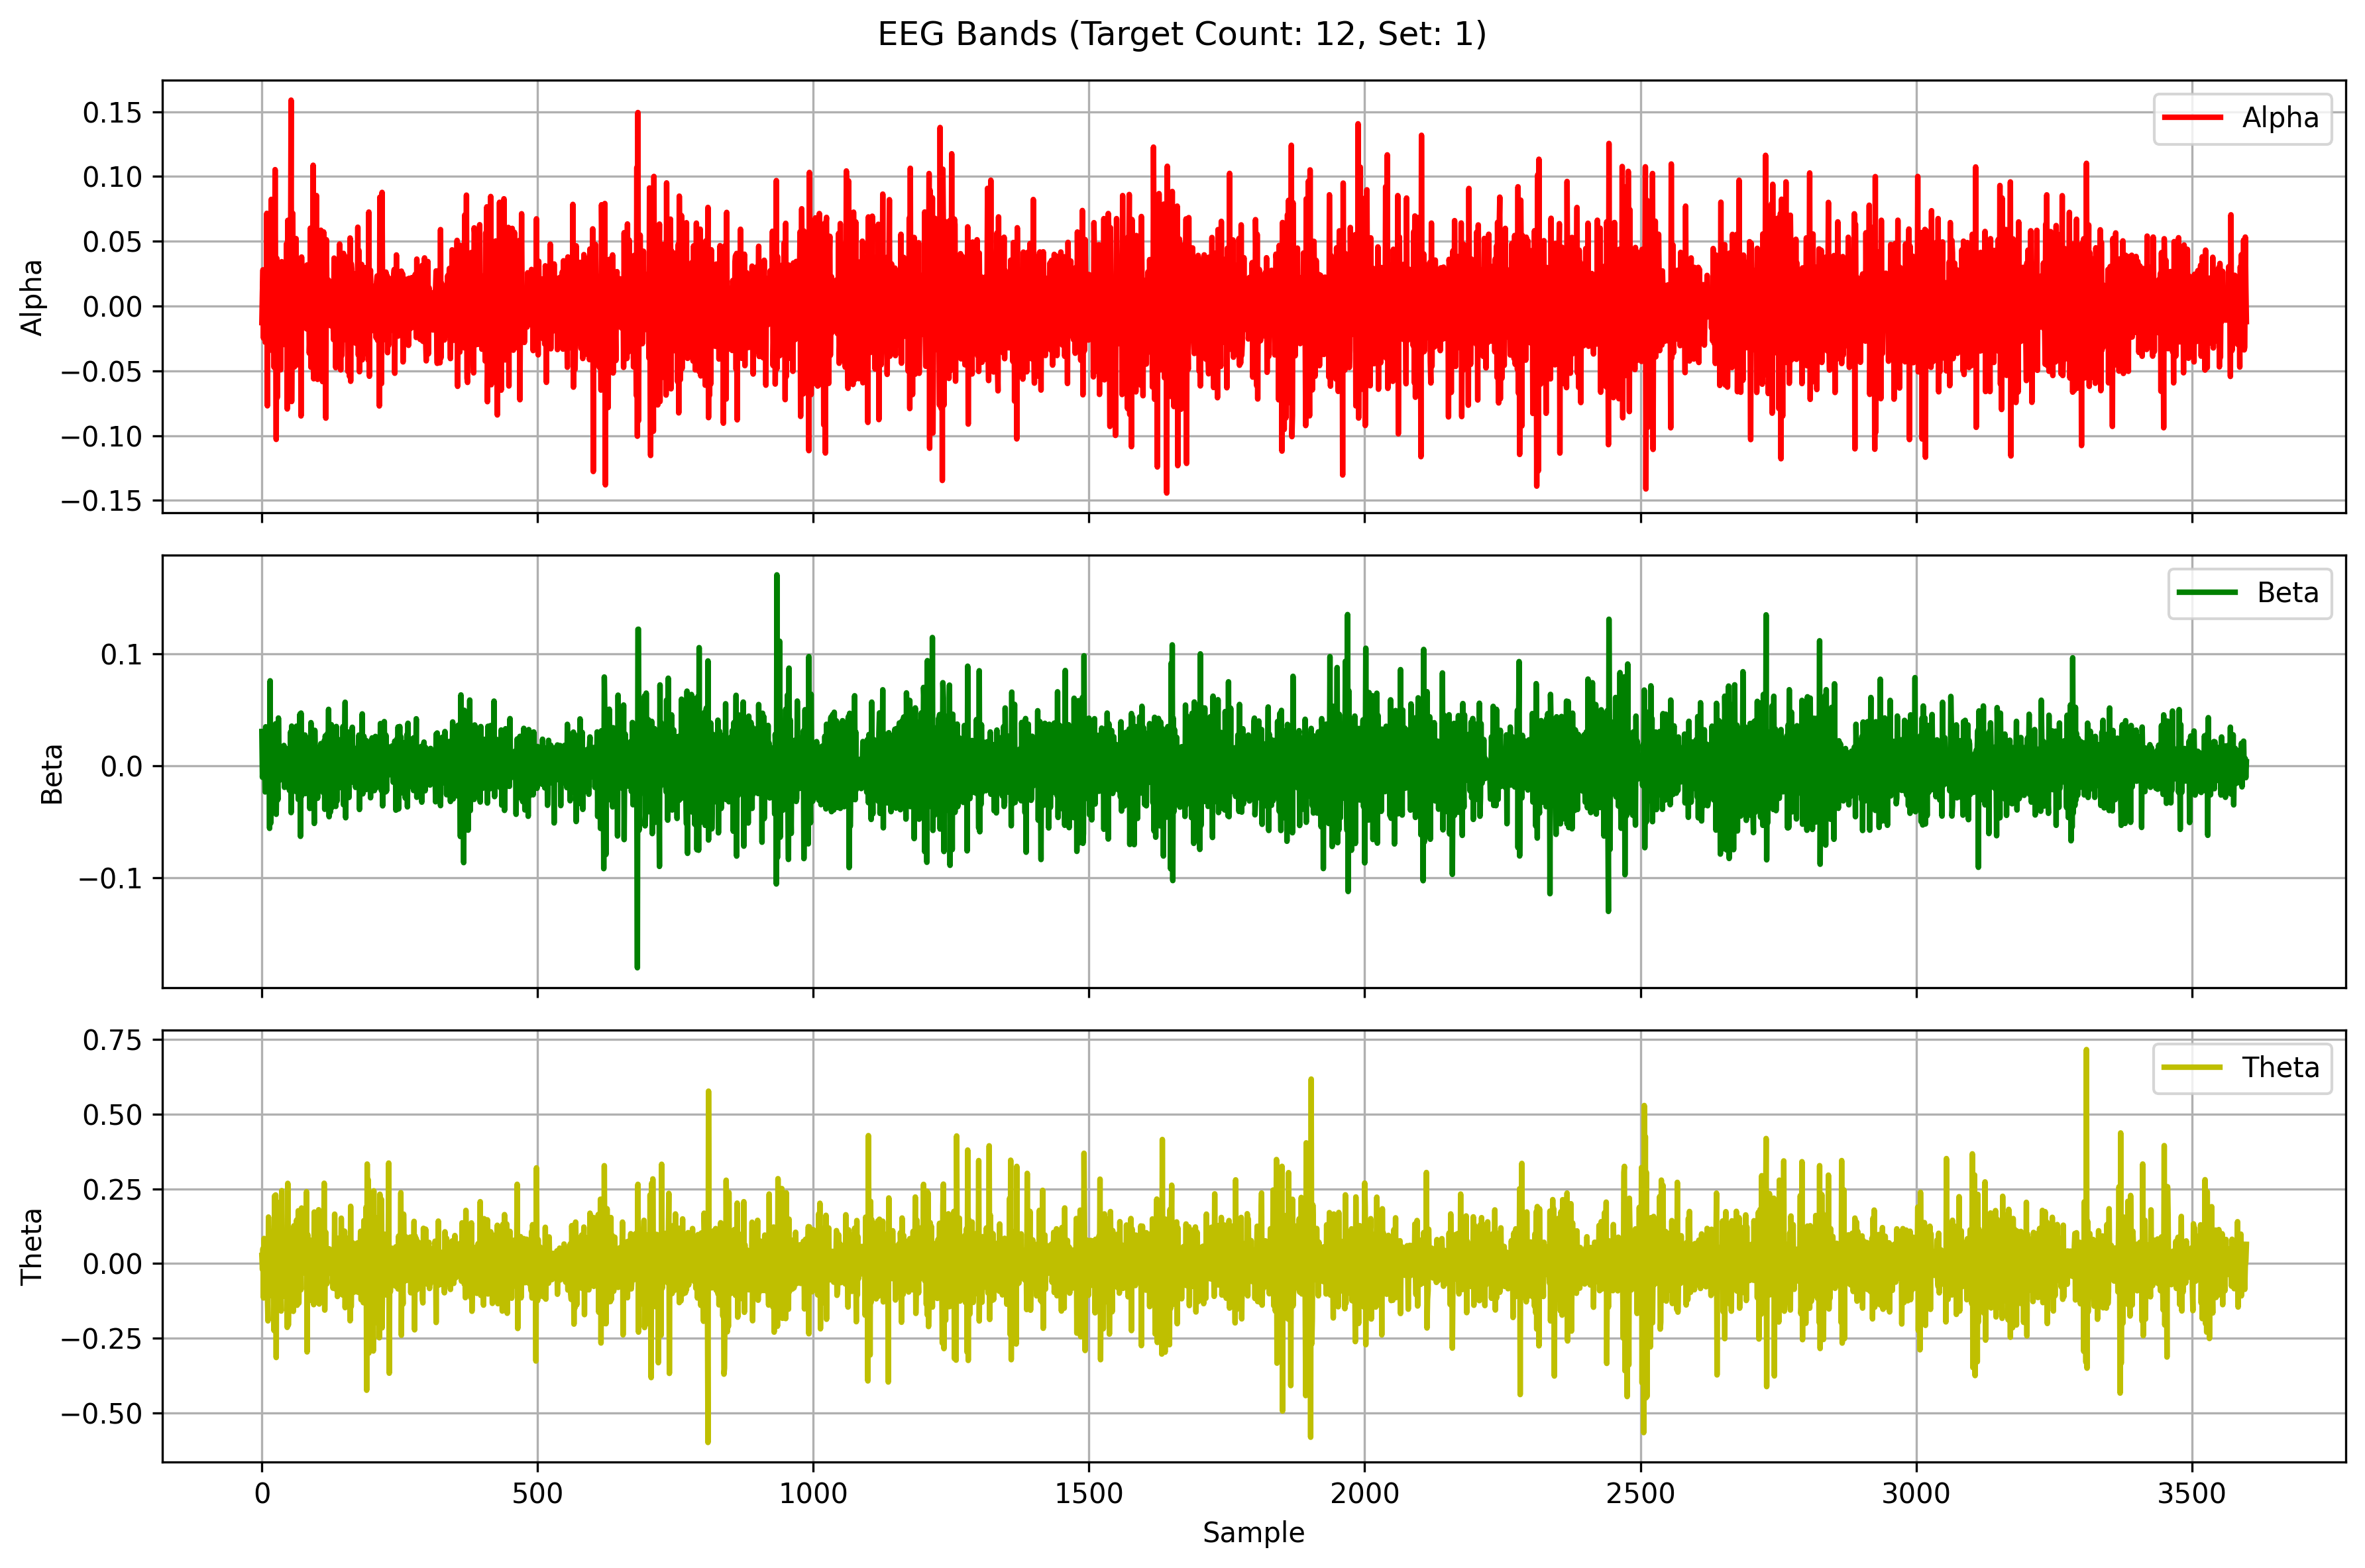 EEG Bands (Target Count: 12, Set: 1)
0.15
0.10
0.05
0.00
−0.05
−0.10
−0.15
Alpha
Alpha
0.1
0.0
−0.1
Beta
Beta
0.75
0.50
0.25
0.00
−0.25
−0.50
Theta
Theta
0 500 1000 1500 2000 2500 3000 3500
Sample